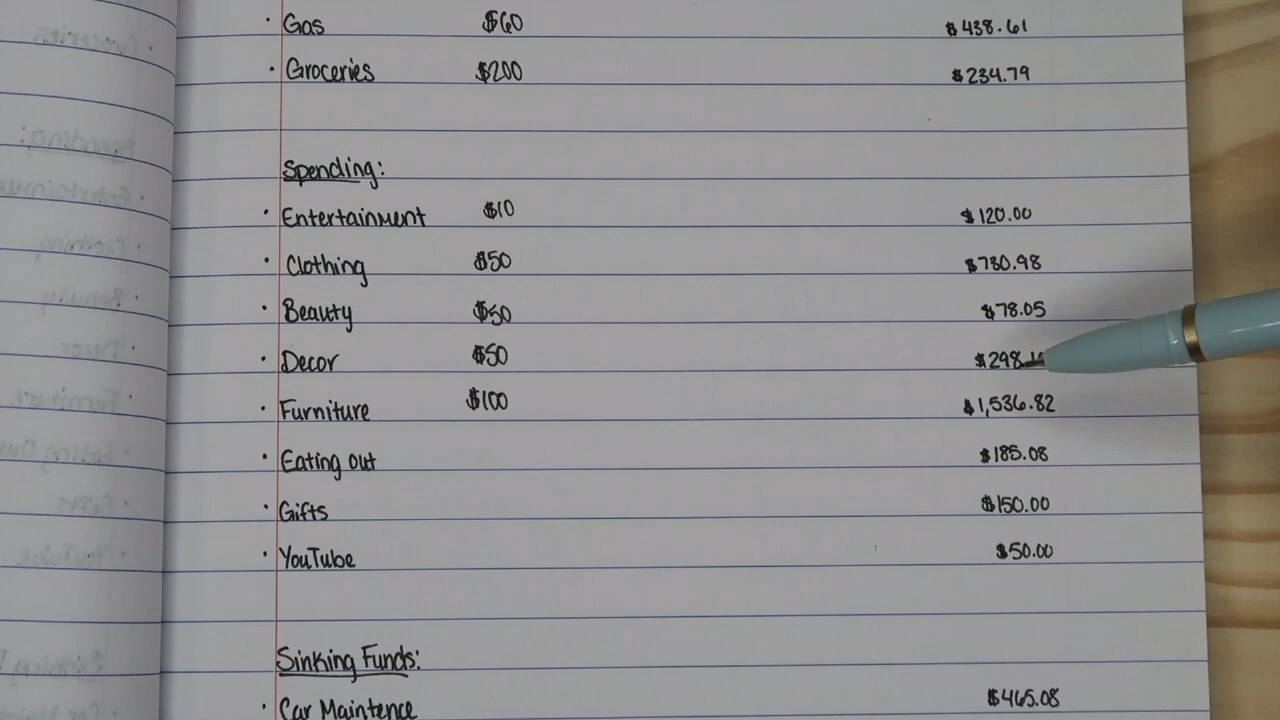 · Gas $60 $438.61
· Groceries $200 $234.79
Spending:
· Entertainment $10 $120.00
· Clothing $50 $780.98
· Beauty $50 $78.05
· Decor $50
· Furniture $100 $1,536.82
· Eating out $185.08
· Gifts $150.00
· YouTube $50.00
Sinking Funds:
· Car Maintence $465.08